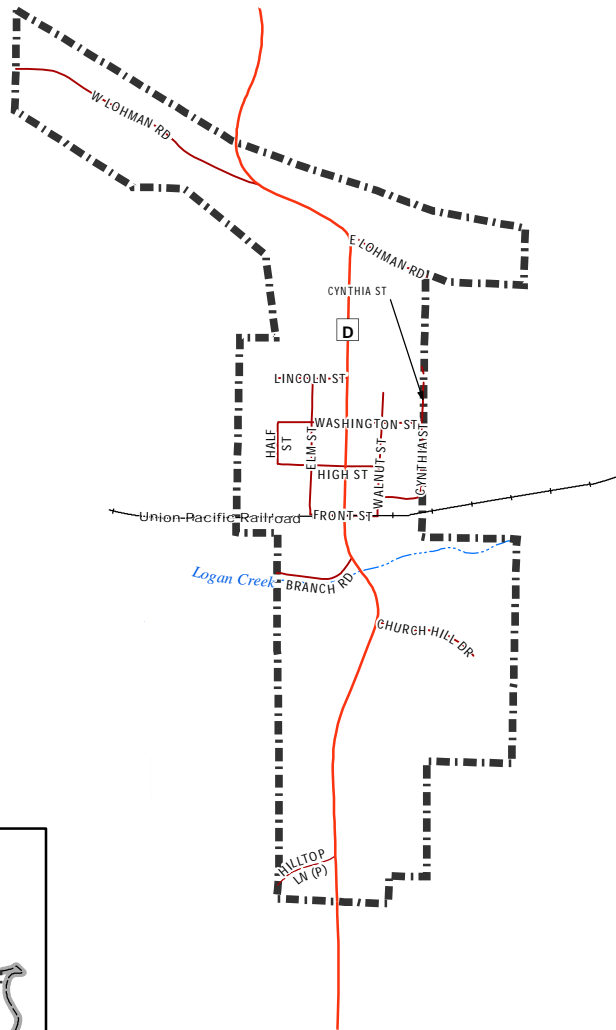 W LOHMAN RD
E LOHMAN RD
CYNTHIA ST
D
LINCOLN ST
WASHINGTON ST
HALF
ST
ELM ST
WALNUT ST
CYNTHIA ST
HIGH ST
FRONT ST
Union Pacific Railroad
Logan Creek
BRANCH RD
CHURCH HILL DR
HILLTOP
LN (P)